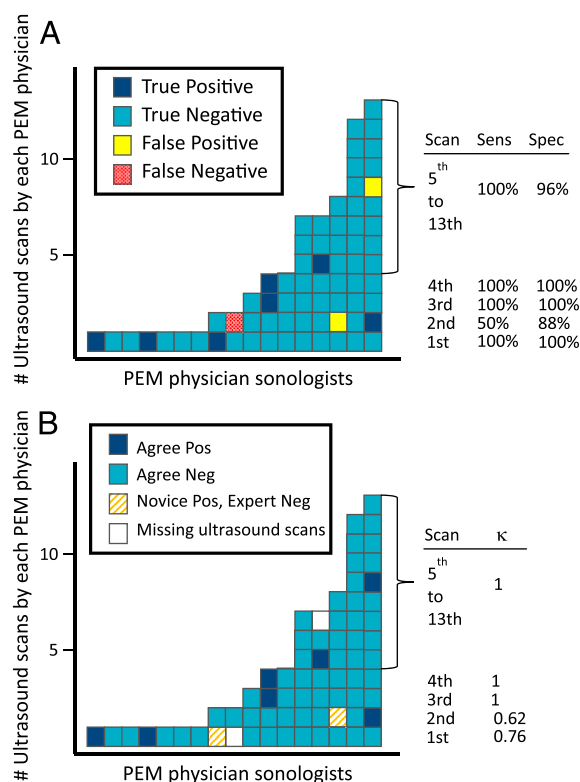 A
# Ultrasound scans by each PEM physician
True Positive
True Negative
False Positive
False Negative
10
5
PEM physician sonologists
Scan Sens Spec
5th to 13th 100% 96%
4th 100% 100%
3rd 100% 100%
2nd 50% 88%
1st 100% 100%
B
# Ultrasound scans by each PEM physician
Agree Pos
Agree Neg
Novice Pos, Expert Neg
Missing ultrasound scans
10
5
PEM physician sonologists
Scan κ
5th to 13th 1
4th 1
3rd 1
2nd 0.62
1st 0.76